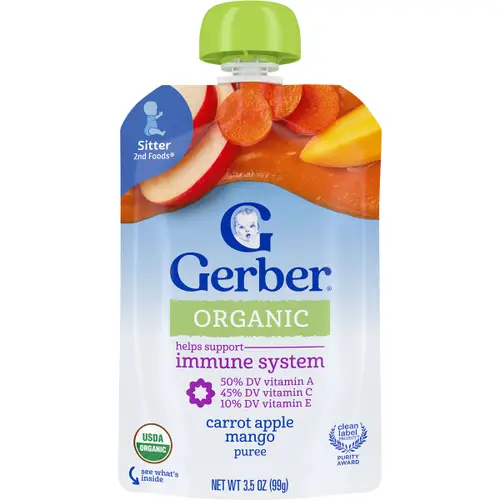 Sitter
2nd Foods®
G
Gerber®
ORGANIC
helps support
immune system
50% DV vitamin A
45% DV vitamin C
10% DV vitamin E
carrot apple
mango
puree
USDA
ORGANIC
clean
label
PROJECT
PURITY
AWARD
see what's
inside
NET WT 3.5 OZ (99g)